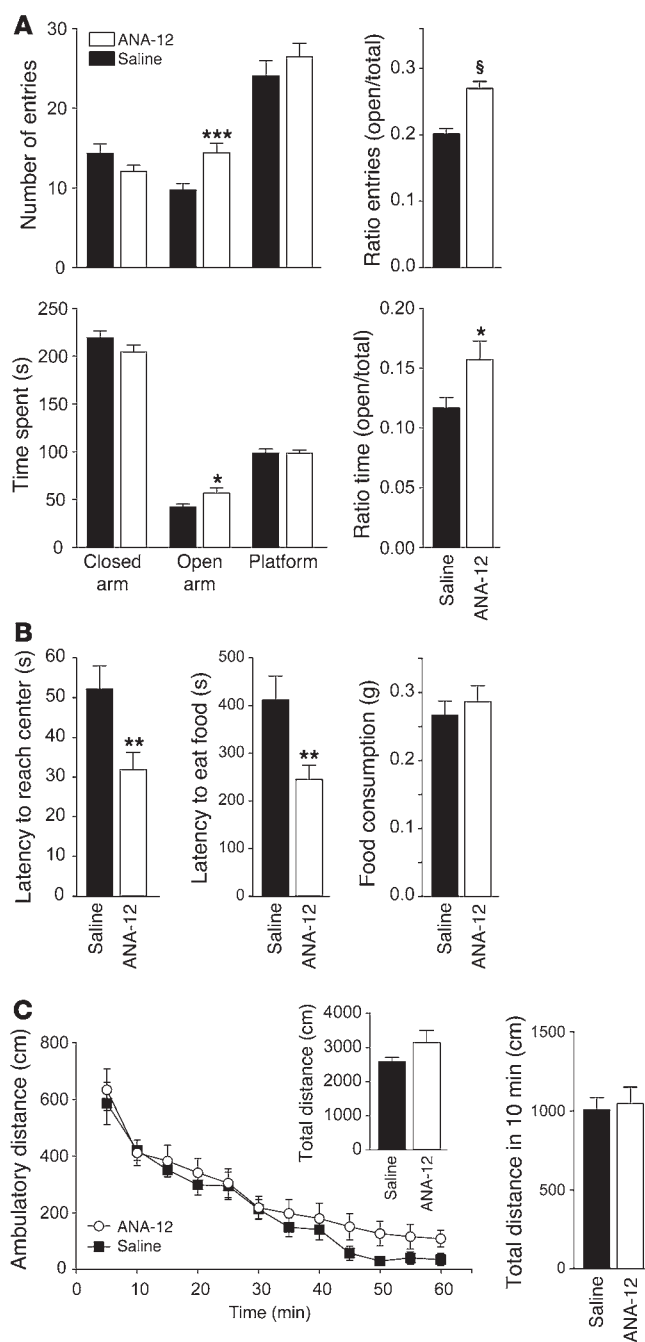 A
Number of entries
30
20
10
0
ANA-12
Saline
***
Ratio entries (open/total)
0.3
0.2
0.1
0.0
§
Time spent (s)
250
200
150
100
50
0
*
Closed arm
Open arm
Platform
Ratio time (open/total)
0.20
0.15
0.10
0.05
0.00
*
Saline
ANA-12
B
Latency to reach center (s)
60
50
40
30
20
10
0
**
Saline
ANA-12
Latency to eat food (s)
500
400
300
200
100
0
**
Saline
ANA-12
Food consumption (g)
0.3
0.2
0.1
0.0
Saline
ANA-12
C
Ambulatory distance (cm)
800
600
400
200
0
ANA-12
Saline
0 10 20 30 40 50 60
Time (min)
Total distance (cm)
4000
3000
2000
1000
0
Saline
ANA-12
Total distance in 10 min (cm)
1500
1000
500
0
Saline
ANA-12